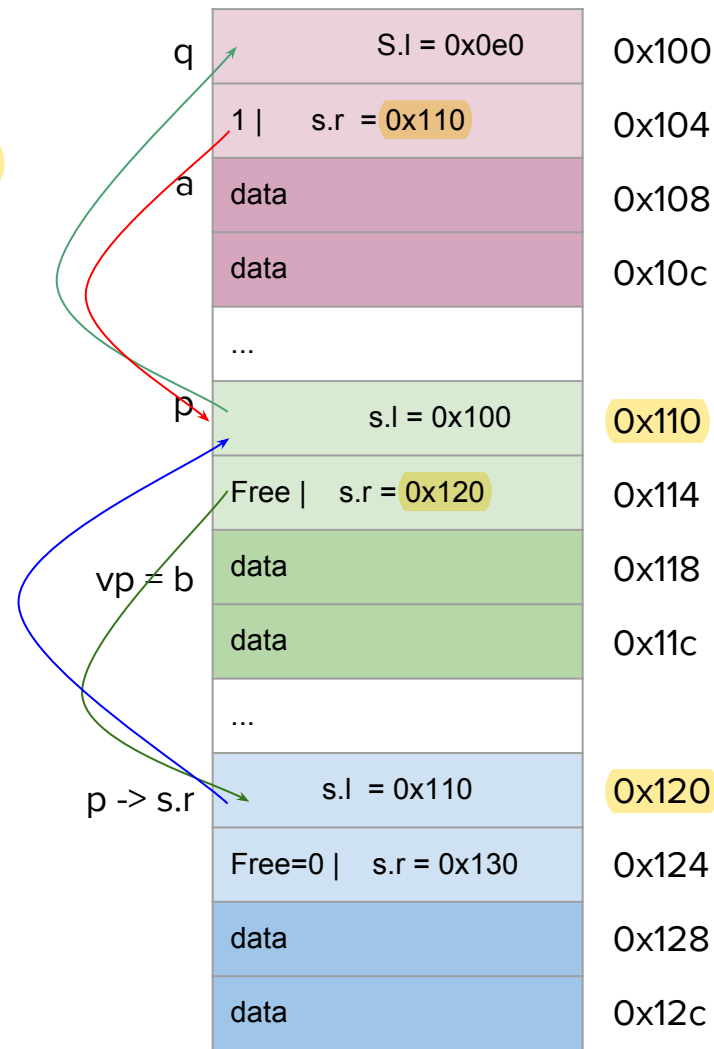 q S.l = 0x0e0 0x100
1 | s.r = 0x110 0x104
a data 0x108
data 0x10c
...
p s.l = 0x100 0x110
Free | s.r = 0x120 0x114
vp = b data 0x118
data 0x11c
...
p -> s.r s.l = 0x110 0x120
Free=0 | s.r = 0x130 0x124
data 0x128
data 0x12c